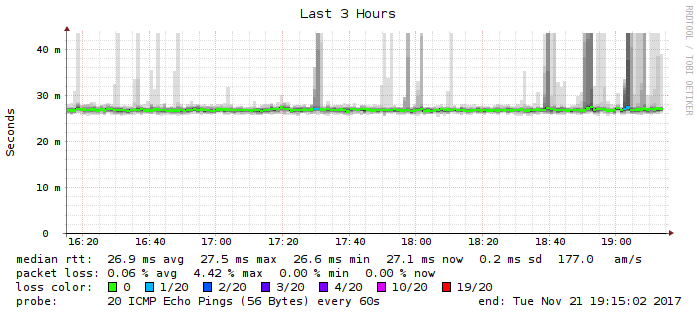 Last 3 Hours
RRDTOOL / TOBI OETIKER
Seconds
40 m
30 m
20 m
10 m
0
16:20 16:40 17:00 17:20 17:40 18:00 18:20 18:40 19:00
median rtt: 26.9 ms avg 27.5 ms max 26.6 ms min 27.1 ms now 0.2 ms sd 177.0 am/s
packet loss: 0.06 % avg 4.42 % max 0.00 % min 0.00 % now
loss color: 0 1/20 2/20 3/20 4/20 10/20 19/20
probe: 20 ICMP Echo Pings (56 Bytes) every 60s end: Tue Nov 21 19:15:02 2017